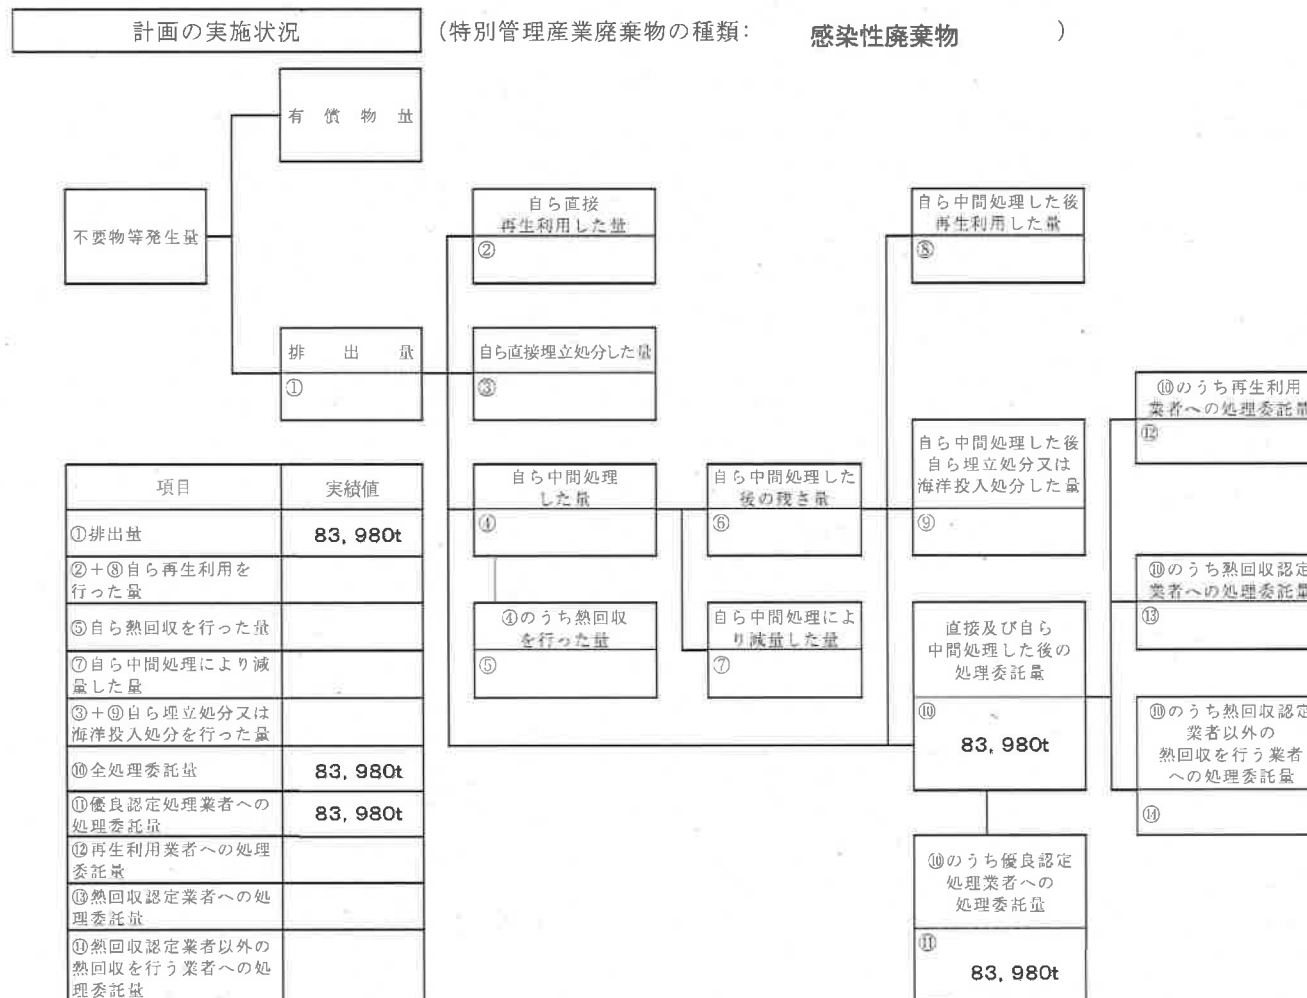 計画の実施状況
(特別管理産業廃棄物の種類: 感染性廃棄物 )
有 償 物 量
不要物等発生量
排 出 量
①
自ら直接
再生利用した量
②
自ら直接埋立処分した量
③
自ら中間処理
した量
④
④のうち熱回収
を行った量
⑤
自ら中間処理した
後の残さ量
⑥
自ら中間処理によ
り減量した量
⑦
自ら中間処理した後
再生利用した量
⑧
自ら中間処理した後
自ら埋立処分又は
海洋投入処分した量
⑨
直接及び自ら
中間処理した後の
処理委託量
⑩
83,980t
⑩のうち優良認定
処理業者への
処理委託量
⑪
83,980t
⑩のうち再生利用
業者への処理委託量
⑫
⑩のうち熱回収認定
業者への処理委託量
⑬
⑩のうち熱回収認定
業者以外の
熱回収を行う業者
への処理委託量
⑭
項目 実績値
①排出量 83,980t
②+⑧自ら再生利用を
行った量
⑤自ら熱回収を行った量
⑦自ら中間処理により減
量した量
③+⑨自ら埋立処分又は
海洋投入処分を行った量
⑩全処理委託量 83,980t
⑪優良認定処理業者への
処理委託量 83,980t
⑫再生利用業者への処理
委託量
⑬熱回収認定業者への処
理委託量
⑭熱回収認定業者以外の
熱回収を行う業者への処
理委託量